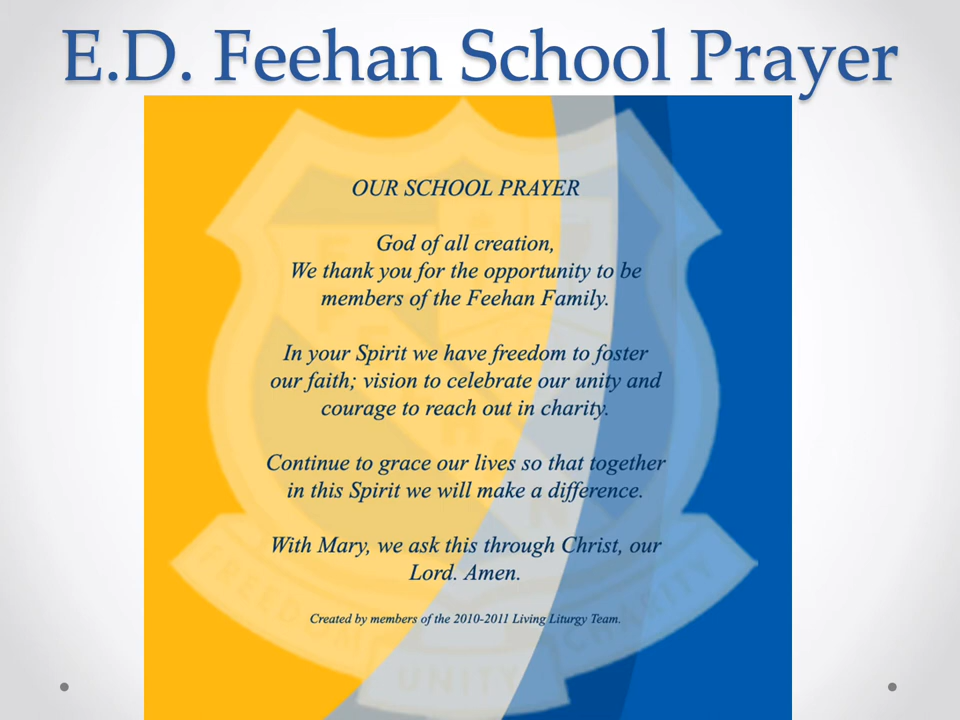 E.D. Feehan School Prayer
OUR SCHOOL PRAYER
God of all creation,
We thank you for the opportunity to be
members of the Feehan Family.
In your Spirit we have freedom to foster
our faith; vision to celebrate our unity and
courage to reach out in charity.
Continue to grace our lives so that together
in this Spirit we will make a difference.
With Mary, we ask this through Christ, our
Lord. Amen.
Created by members of the 2010-2011 Living Liturgy Team.
FREEDOM
UNITY
CHARITY